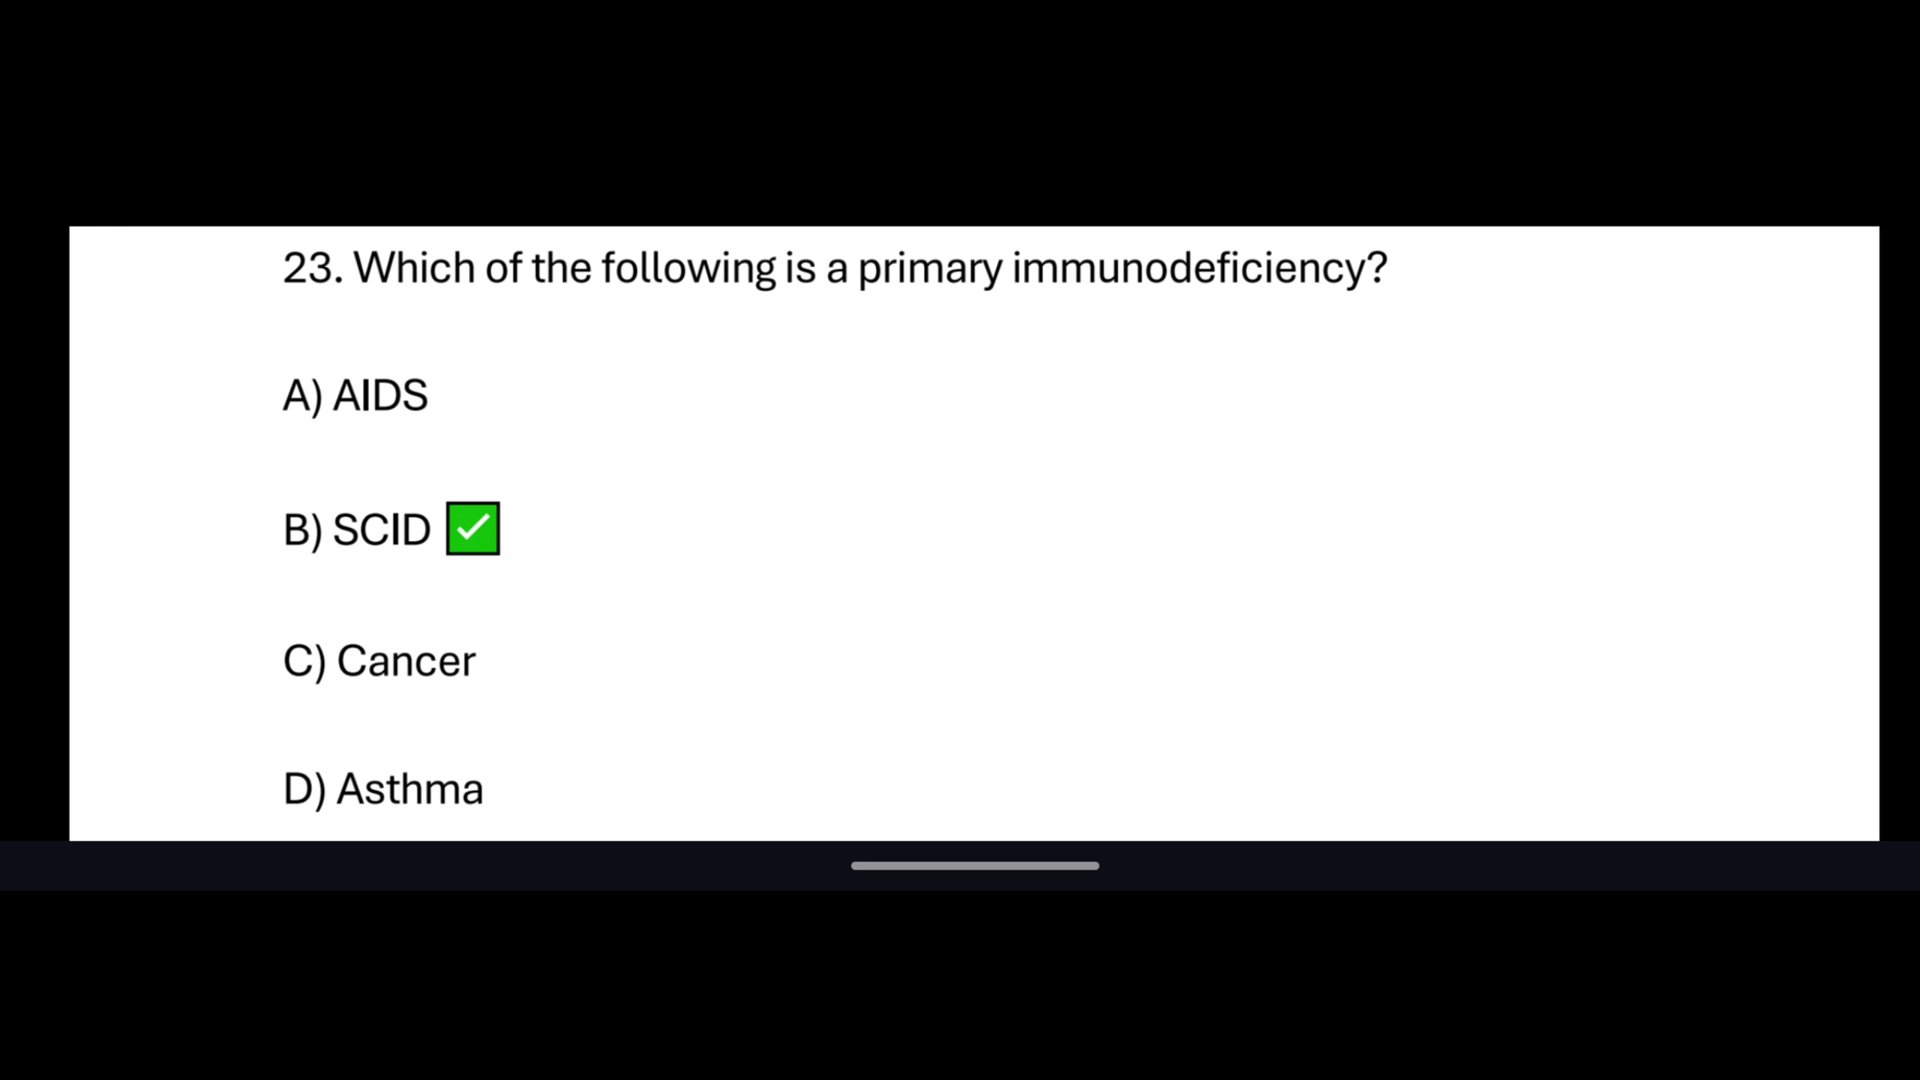 23. Which of the following is a primary immunodeficiency?
A) AIDS
B) SCID ✅
C) Cancer
D) Asthma